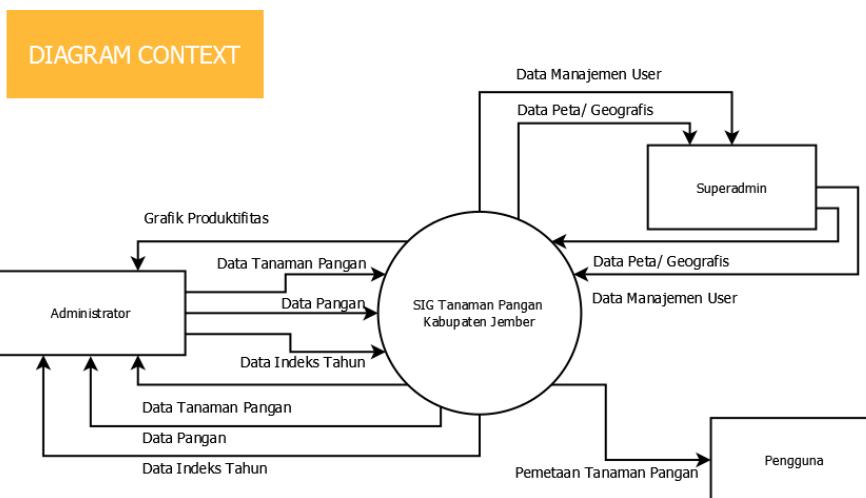 DIAGRAM CONTEXT
Data Manajemen User
Data Peta/ Geografis
Superadmin
Grafik Produktifitas
Data Tanaman Pangan
Data Peta/ Geografis
Data Pangan
SIG Tanaman Pangan
Kabupaten Jember
Data Manajemen User
Administrator
Data Indeks Tahun
Data Tanaman Pangan
Data Pangan
Data Indeks Tahun
Pemetaan Tanaman Pangan
Pengguna